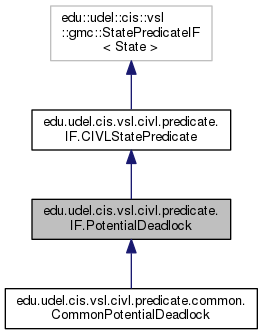 edu::udel::cis::vsl
::gmc::StatePredicateIF
< State >
edu.udel.cis.vsl.civl.predicate.
IF.CIVLStatePredicate
edu.udel.cis.vsl.civl.predicate.
IF.PotentialDeadlock
edu.udel.cis.vsl.civl.predicate.common.
CommonPotentialDeadlock